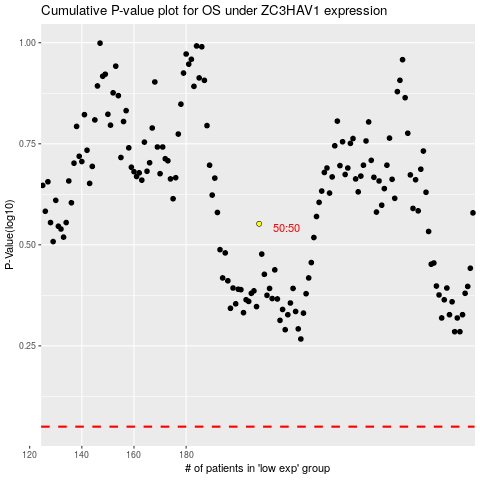 Cumulative P-value plot for OS under ZC3HAV1 expression
1.00
0.75
0.50
0.25
P-Value(log10)
50:50
120 140 160 180
# of patients in 'low exp' group